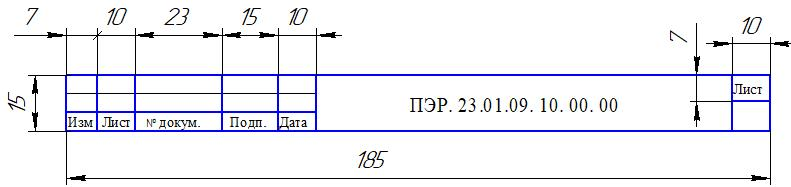 7 10 23 15 10 10
7
15
Лист
ПЭР. 23.01.09. 10. 00. 00
Изм Лист № докум. Подп. Дата
185